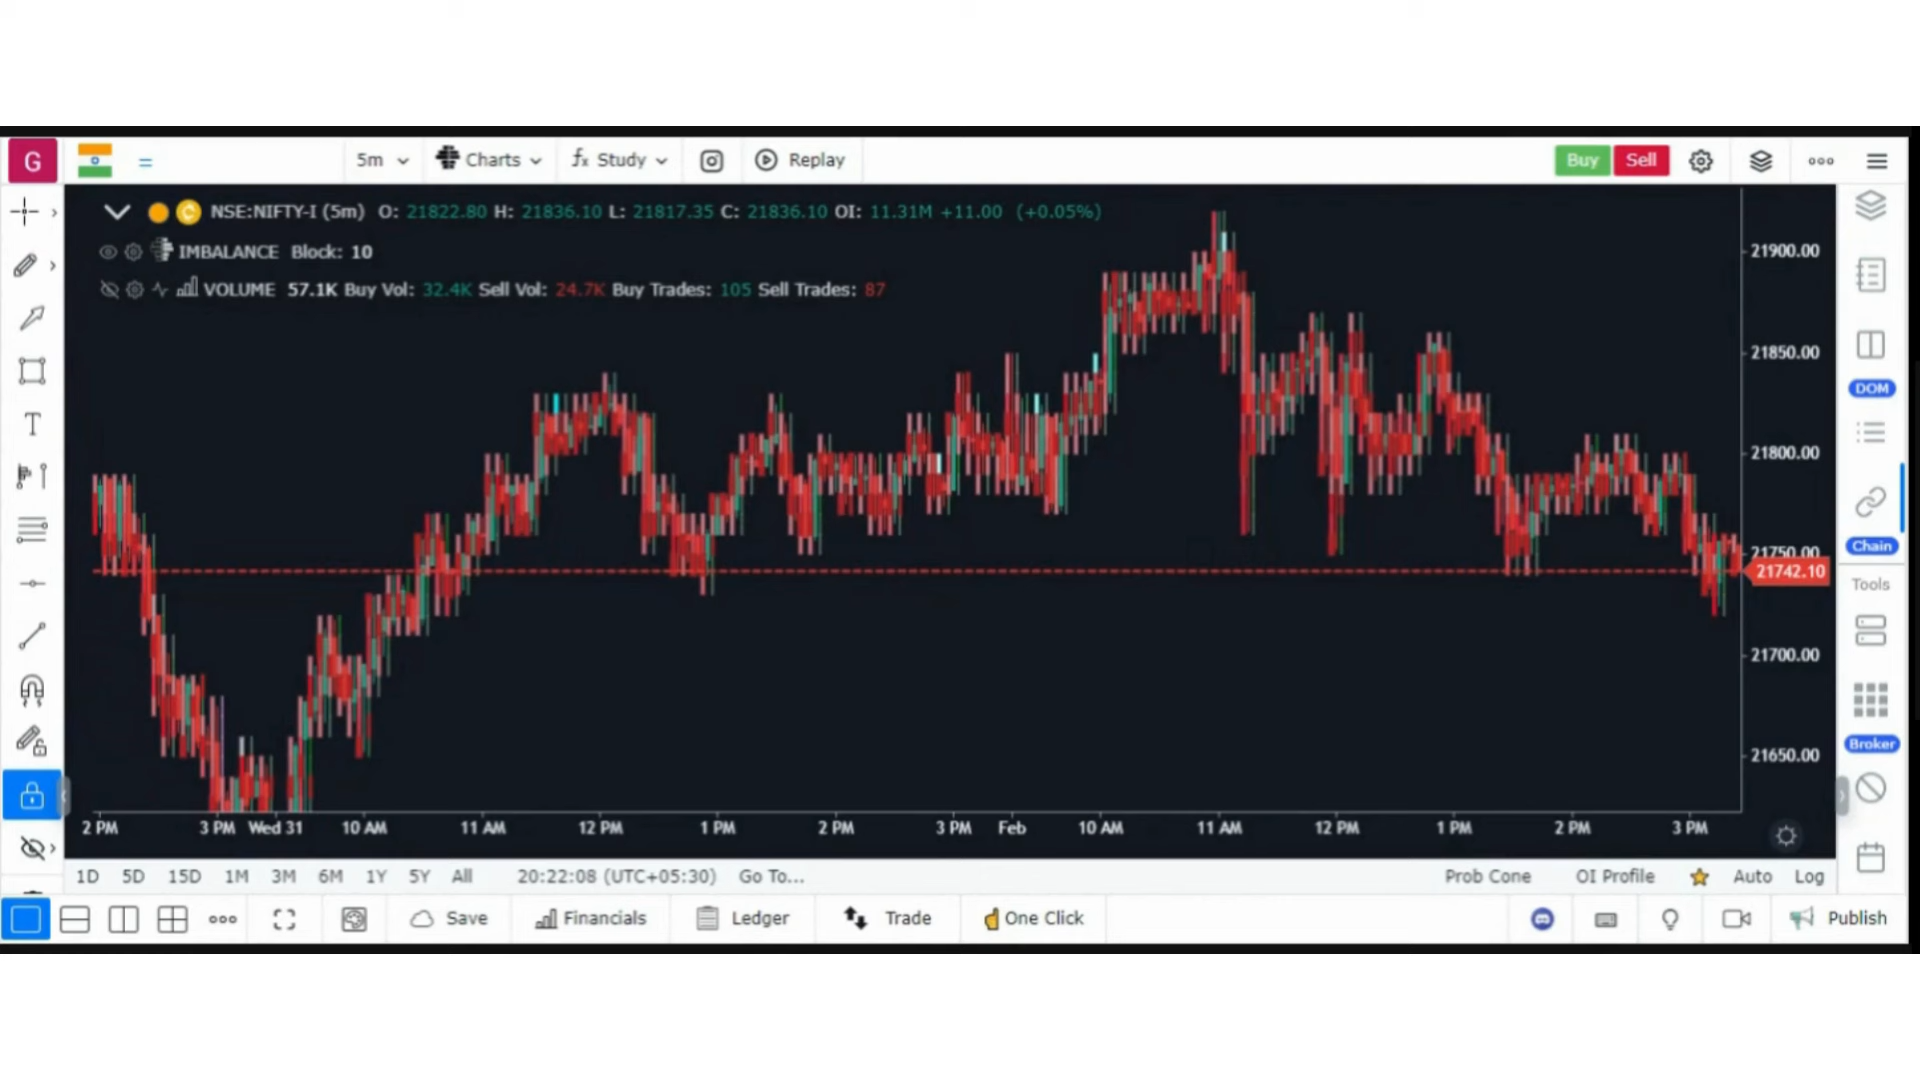 G = 5m Charts fx Study Replay Buy Sell
NSE:NIFTY-I (5m) O: 21822.80 H: 21836.10 L: 21817.35 C: 21836.10 OI: 11.31M +11.00 (+0.05%)
IMBALANCE Block: 10
VOLUME 57.1K Buy Vol: 32.4K Sell Vol: 24.7K Buy Trades: 105 Sell Trades: 87
21900.00
21850.00
21800.00
21750.00
21742.10
21700.00
21650.00
T
DOM
Chain
Tools
Broker
2 PM 3 PM Wed 31 10 AM 11 AM 12 PM 1 PM 2 PM 3 PM Feb 10 AM 11 AM 12 PM 1 PM 2 PM 3 PM
1D 5D 15D 1M 3M 6M 1Y 5Y All 20:22:08 (UTC+05:30) Go To... Prob Cone OI Profile Auto Log
Save Financials Ledger Trade One Click Publish